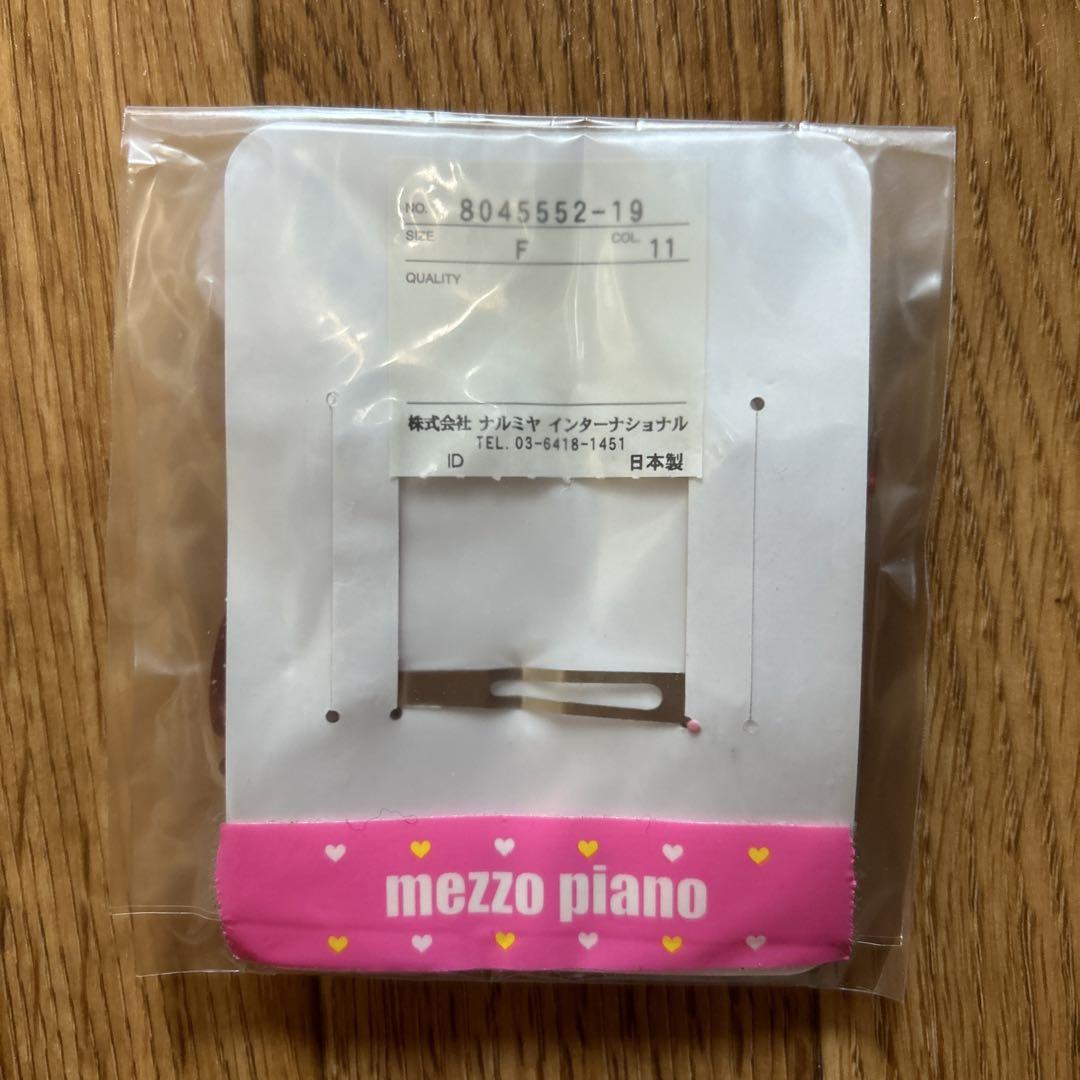 NO. 8045552-19
SIZE F COL. 11
QUALITY
株式会社 ナルミヤ インターナショナル
TEL. 03-6418-1451
ID 日本製
mezzo piano